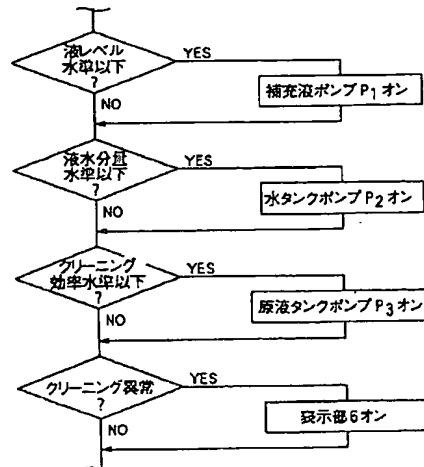 液レベル
水準以下
?
YES
補充液ポンプP1オン
NO
液水分量
水準以下
?
YES
水タンクポンプP2オン
NO
クリーニング
効率水準以下
?
YES
原液タンクポンプP3オン
NO
クリーニング異常
?
YES
表示部6オン
NO